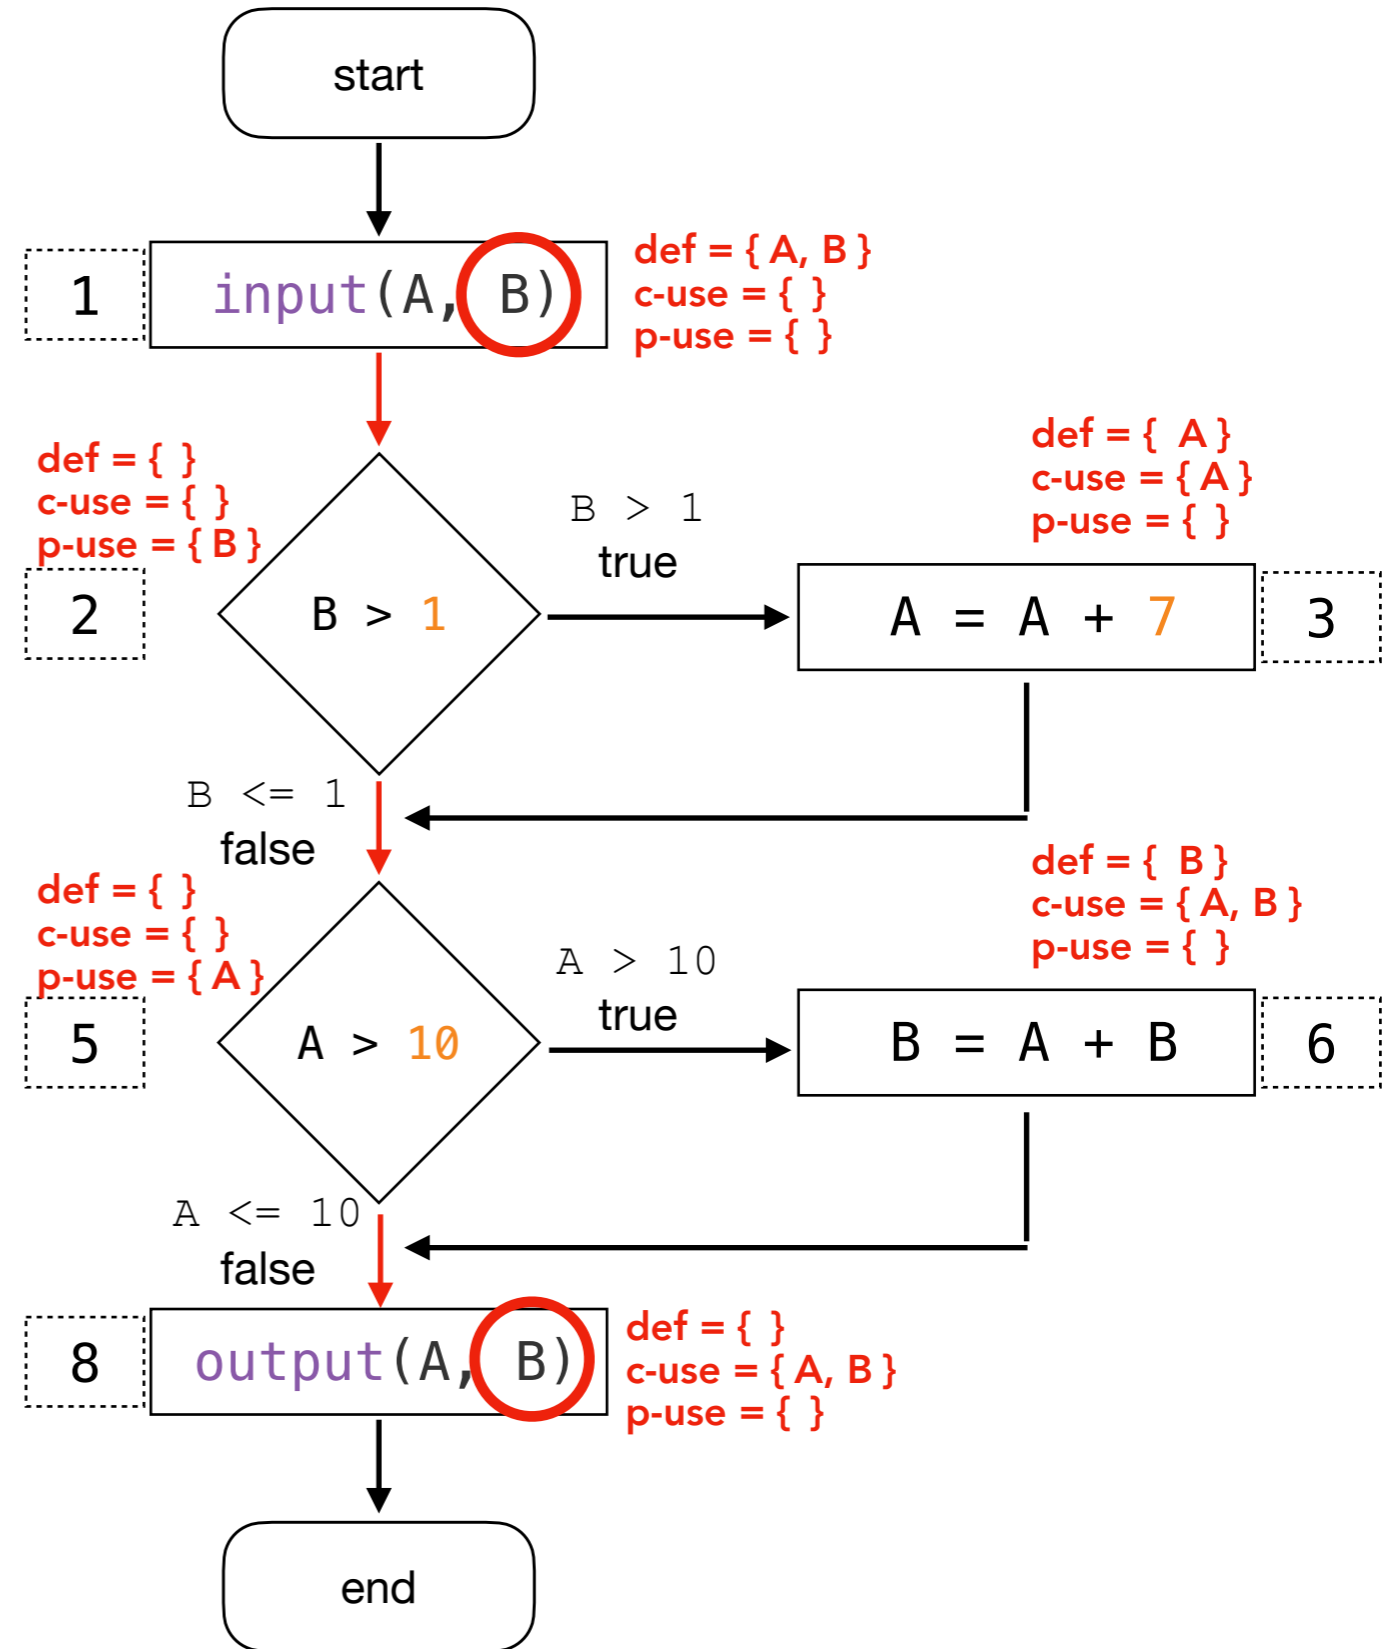 start
1
input(A, B)
def = { A, B }
c-use = { }
p-use = { }
def = { }
c-use = { }
p-use = { B }
2
B > 1
B > 1
true
def = { A }
c-use = { A }
p-use = { }
A = A + 7
3
B <= 1
false
def = { }
c-use = { }
p-use = { A }
5
A > 10
A > 10
true
def = { B }
c-use = { A, B }
p-use = { }
B = A + B
6
A <= 10
false
8
output(A, B)
def = { }
c-use = { A, B }
p-use = { }
end